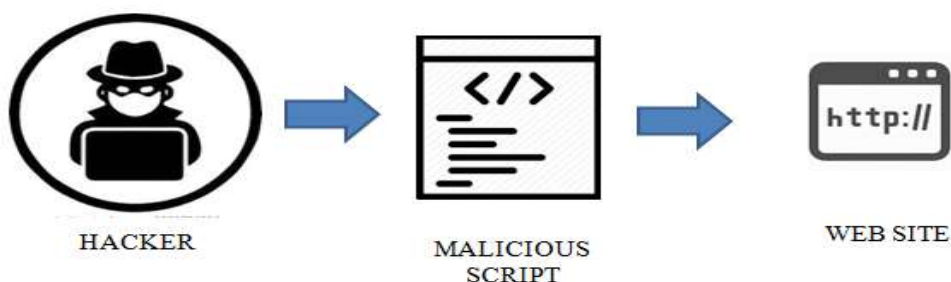 </>
http://
HACKER
MALICIOUS
SCRIPT
WEB SITE